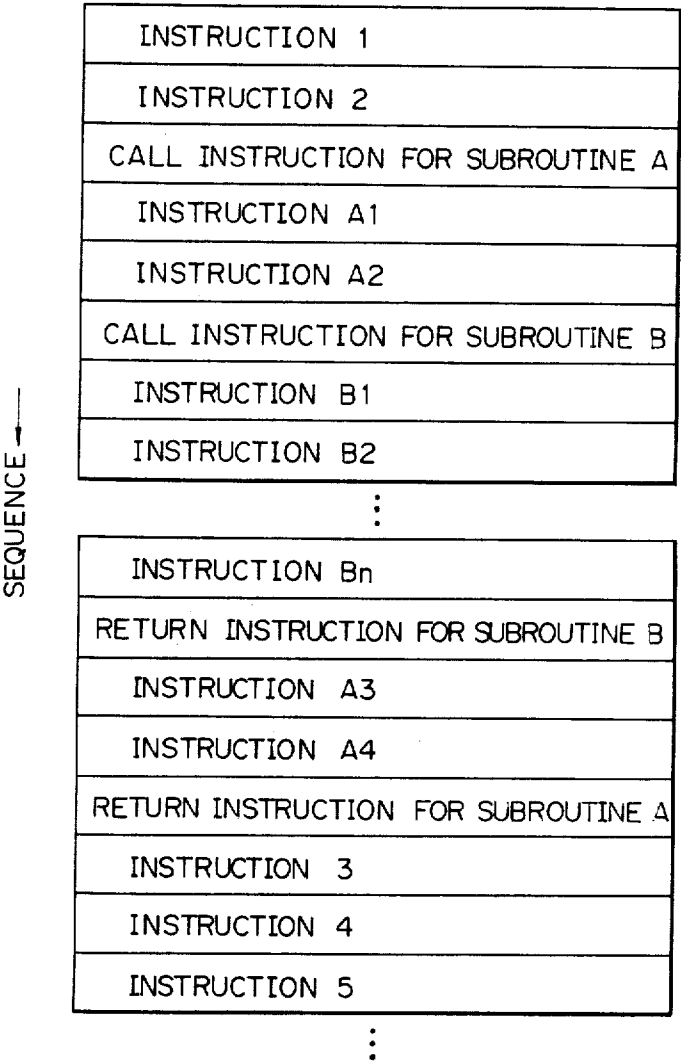 INSTRUCTION 1
INSTRUCTION 2
CALL INSTRUCTION FOR SUBROUTINE A
INSTRUCTION A1
INSTRUCTION A2
CALL INSTRUCTION FOR SUBROUTINE B
INSTRUCTION B1
INSTRUCTION B2
⋮
INSTRUCTION Bn
RETURN INSTRUCTION FOR SUBROUTINE B
INSTRUCTION A3
INSTRUCTION A4
RETURN INSTRUCTION FOR SUBROUTINE A
INSTRUCTION 3
INSTRUCTION 4
INSTRUCTION 5
⋮
SEQUENCE